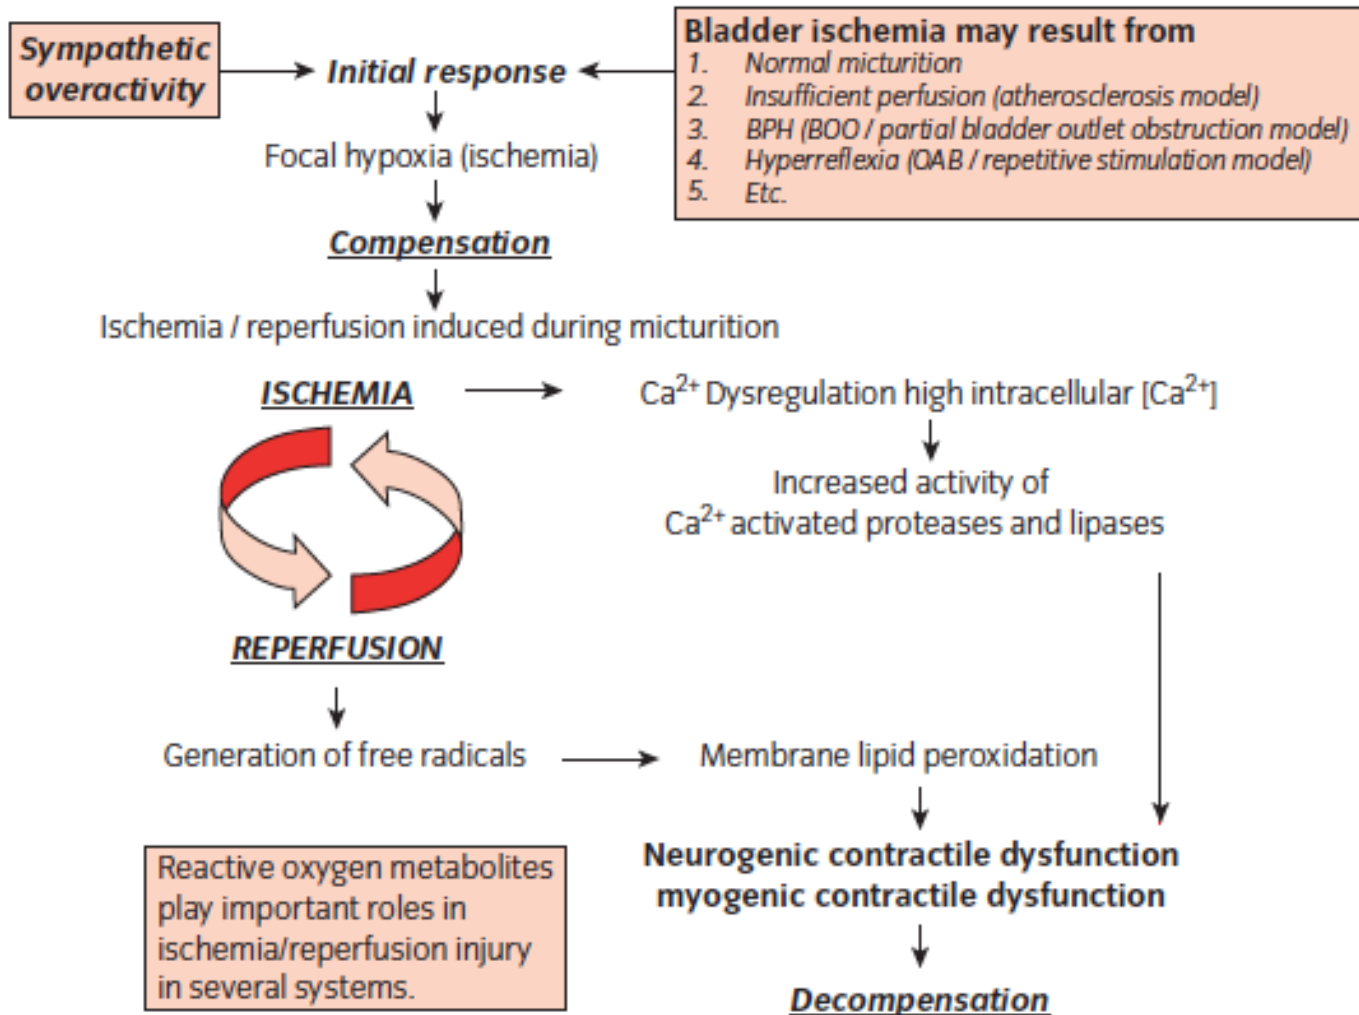 Sympathetic
overactivity
Initial response
Bladder ischemia may result from
1. Normal micturition
2. Insufficient perfusion (atherosclerosis model)
3. BPH (BOO / partial bladder outlet obstruction model)
4. Hyperreflexia (OAB / repetitive stimulation model)
5. Etc.
Focal hypoxia (ischemia)
Compensation
Ischemia / reperfusion induced during micturition
ISCHEMIA
Ca²⁺ Dysregulation high intracellular [Ca²⁺]
Increased activity of
Ca²⁺ activated proteases and lipases
REPERFUSION
Generation of free radicals
Membrane lipid peroxidation
Neurogenic contractile dysfunction
myogenic contractile dysfunction
Reactive oxygen metabolites
play important roles in
ischemia/reperfusion injury
in several systems.
Decompensation